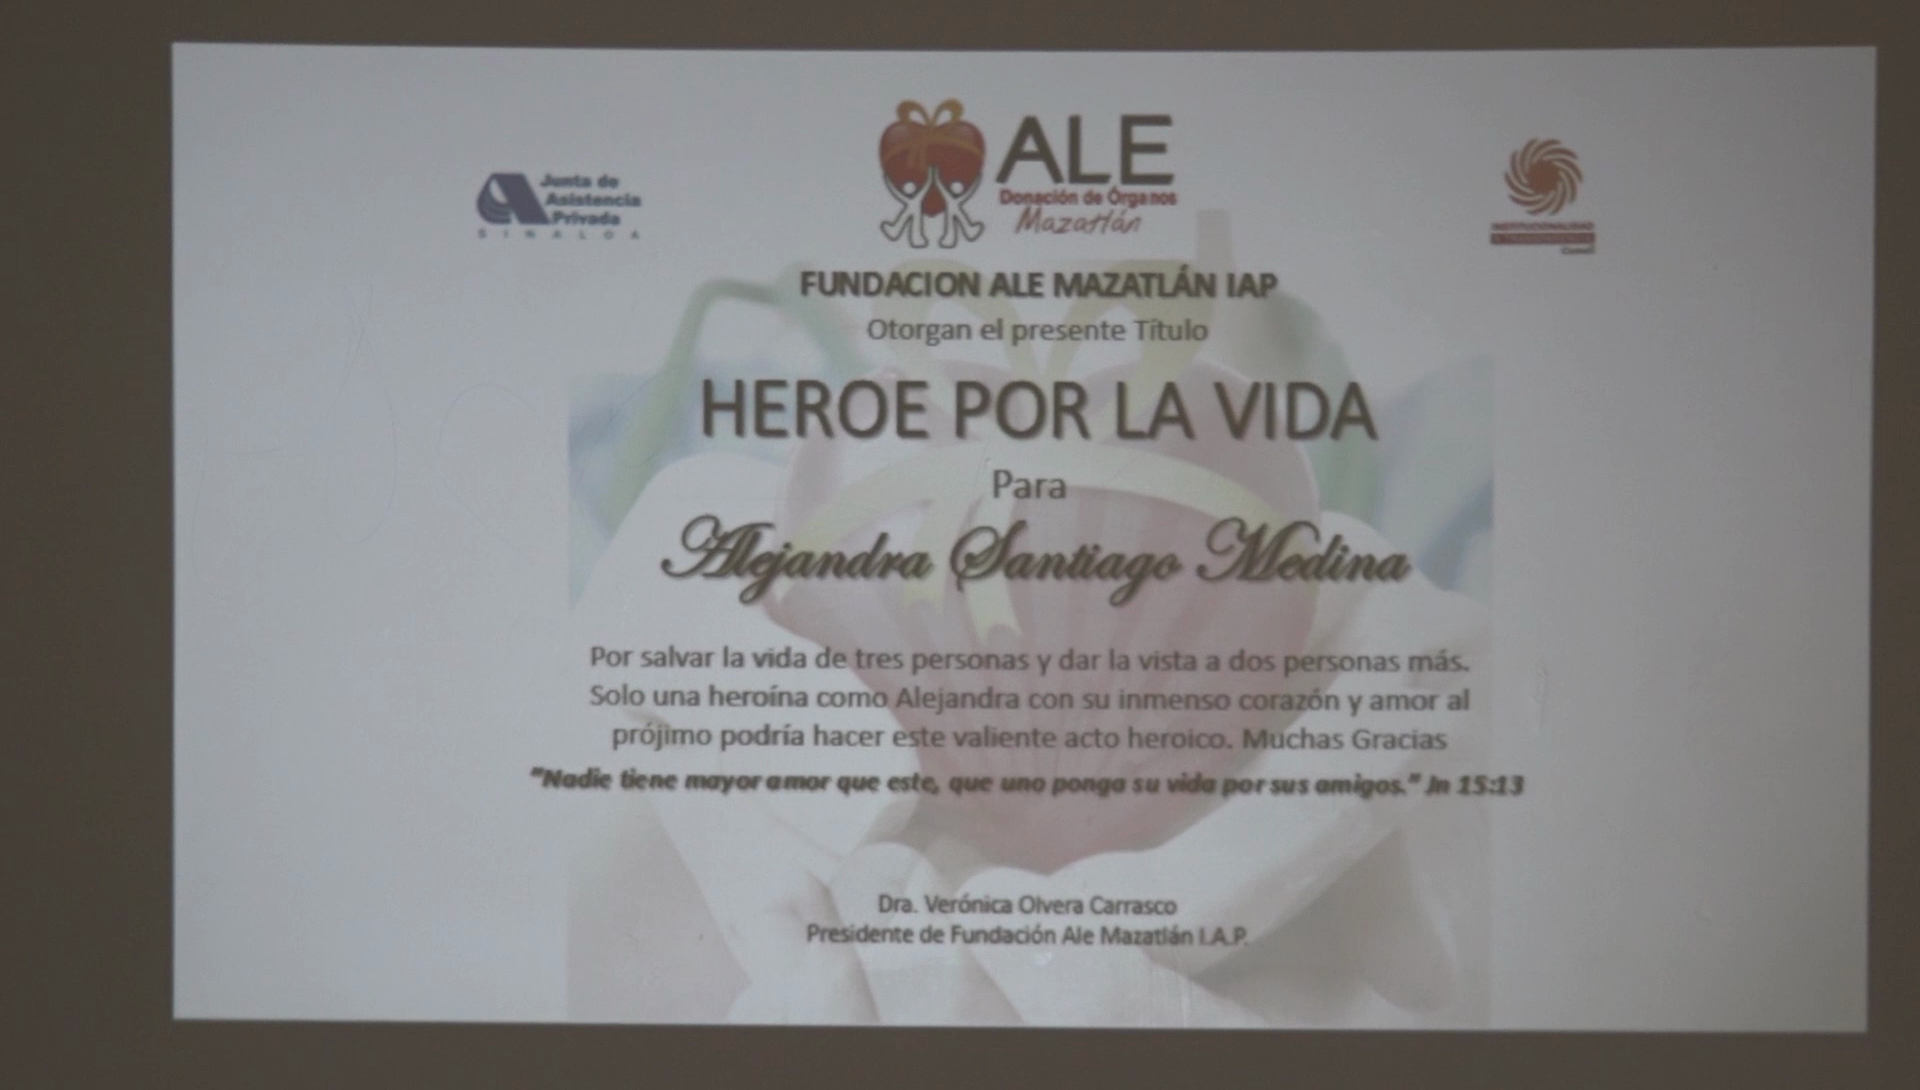 Junta de
Asistencia
Privada
SINALOA
ALE
Donación de Órganos
Mazatlán
INSTITUCIONALIDAD
FUNDACION ALE MAZATLÁN IAP
Otorgan el presente Título
HEROE POR LA VIDA
Para
Alejandra Santiago Medina
Por salvar la vida de tres personas y dar la vista a dos personas más.
Solo una heroína como Alejandra con su inmenso corazón y amor al
prójimo podría hacer este valiente acto heroico. Muchas Gracias
"Nadie tiene mayor amor que este, que uno ponga su vida por sus amigos." Jn 15:13
Dra. Verónica Olvera Carrasco
Presidente de Fundación Ale Mazatlán I.A.P.